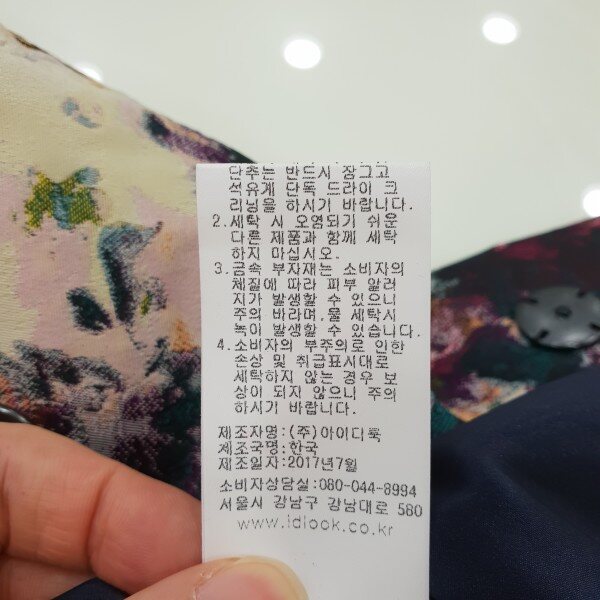 단추는 반드시 잠그고
석유계 단독 드라이 크
리닝을 하시기 바랍니다.
2.세탁 시 오염되기 쉬운
다른 제품과 함께 세탁
하지 마십시오.
3.금속 부자재는 소비자의
체질에 따라 피부 알러
지가 발생할 수 있으니
주의 바라며,물 세탁시
녹이 발생할 수 있습니다.
4.소비자의 부주의로 인한
손상 및 취급표시대로
세탁하지 않는 경우 보
상이 되지 않으니 주의
하시기 바랍니다.
제조자명:(주)아이디룩
제조국명:한국
제조일자:2017년7월
소비자상담실:080-044-8994
서울시 강남구 강남대로 580
www.idlook.co.kr